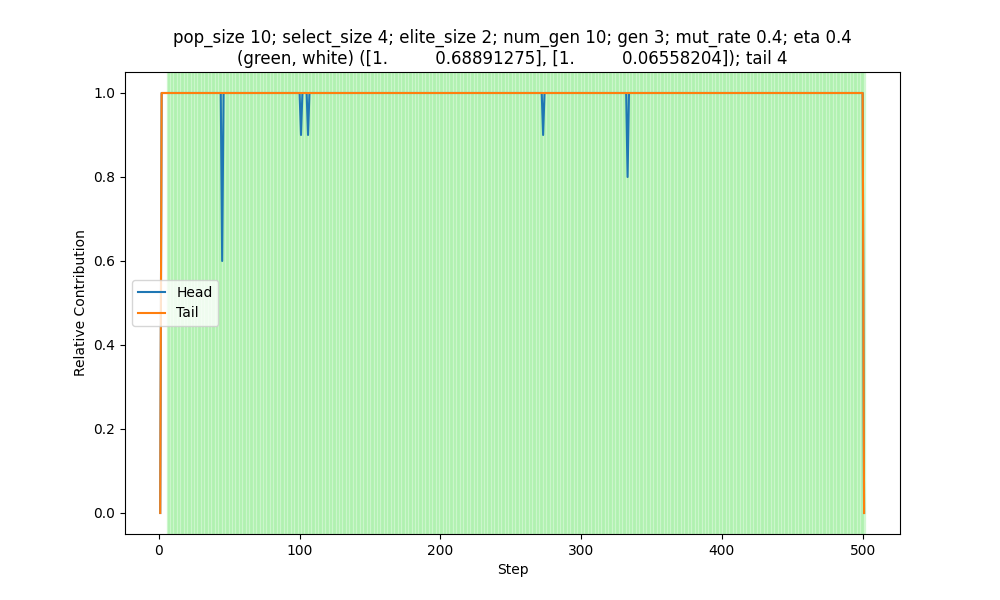 pop_size 10; select_size 4; elite_size 2; num_gen 10; gen 3; mut_rate 0.4; eta 0.4
(green, white) ([1.          0.68891275], [1.          0.06558204]); tail 4
1.0
0.8
0.6
0.4
0.2
0.0
Relative Contribution
Head
Tail
0 100 200 300 400 500
Step